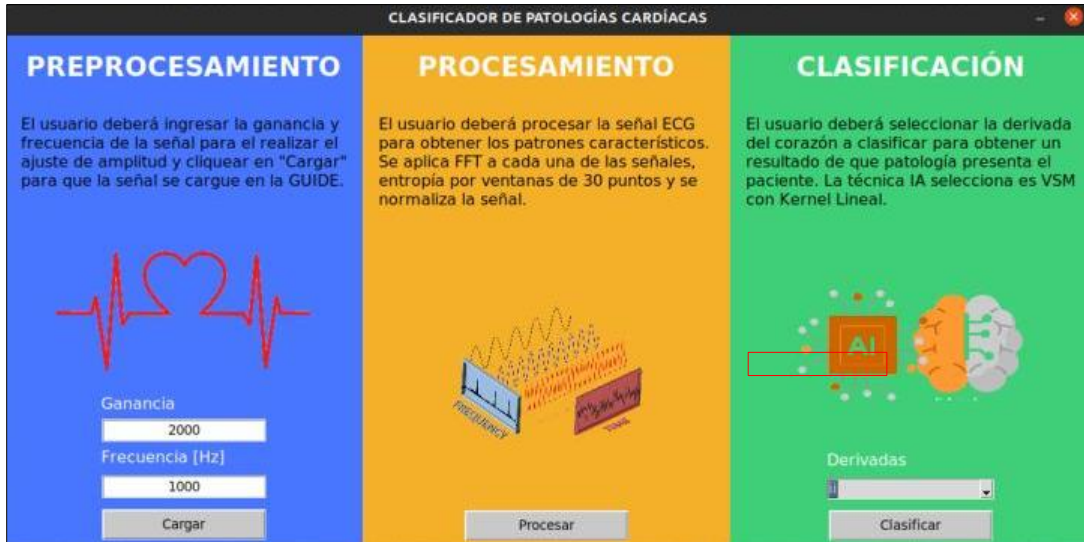 CLASIFICADOR DE PATOLOGÍAS CARDÍACAS
PREPROCESAMIENTO
El usuario deberá ingresar la ganancia y
frecuencia de la señal para el realizar el
ajuste de amplitud y cliquear en "Cargar"
para que la señal se cargue en la GUIDE.
Ganancia
2000
Frecuencia [Hz]
1000
Cargar
PROCESAMIENTO
El usuario deberá procesar la señal ECG
para obtener los patrones característicos.
Se aplica FFT a cada una de las señales,
entropía por ventanas de 30 puntos y se
normaliza la señal.
FREQUENCY
TIME
Procesar
CLASIFICACIÓN
El usuario deberá seleccionar la derivada
del corazón a clasificar para obtener un
resultado de que patología presenta el
paciente. La técnica IA selecciona es VSM
con Kernel Lineal.
AI
Derivadas
Clasificar